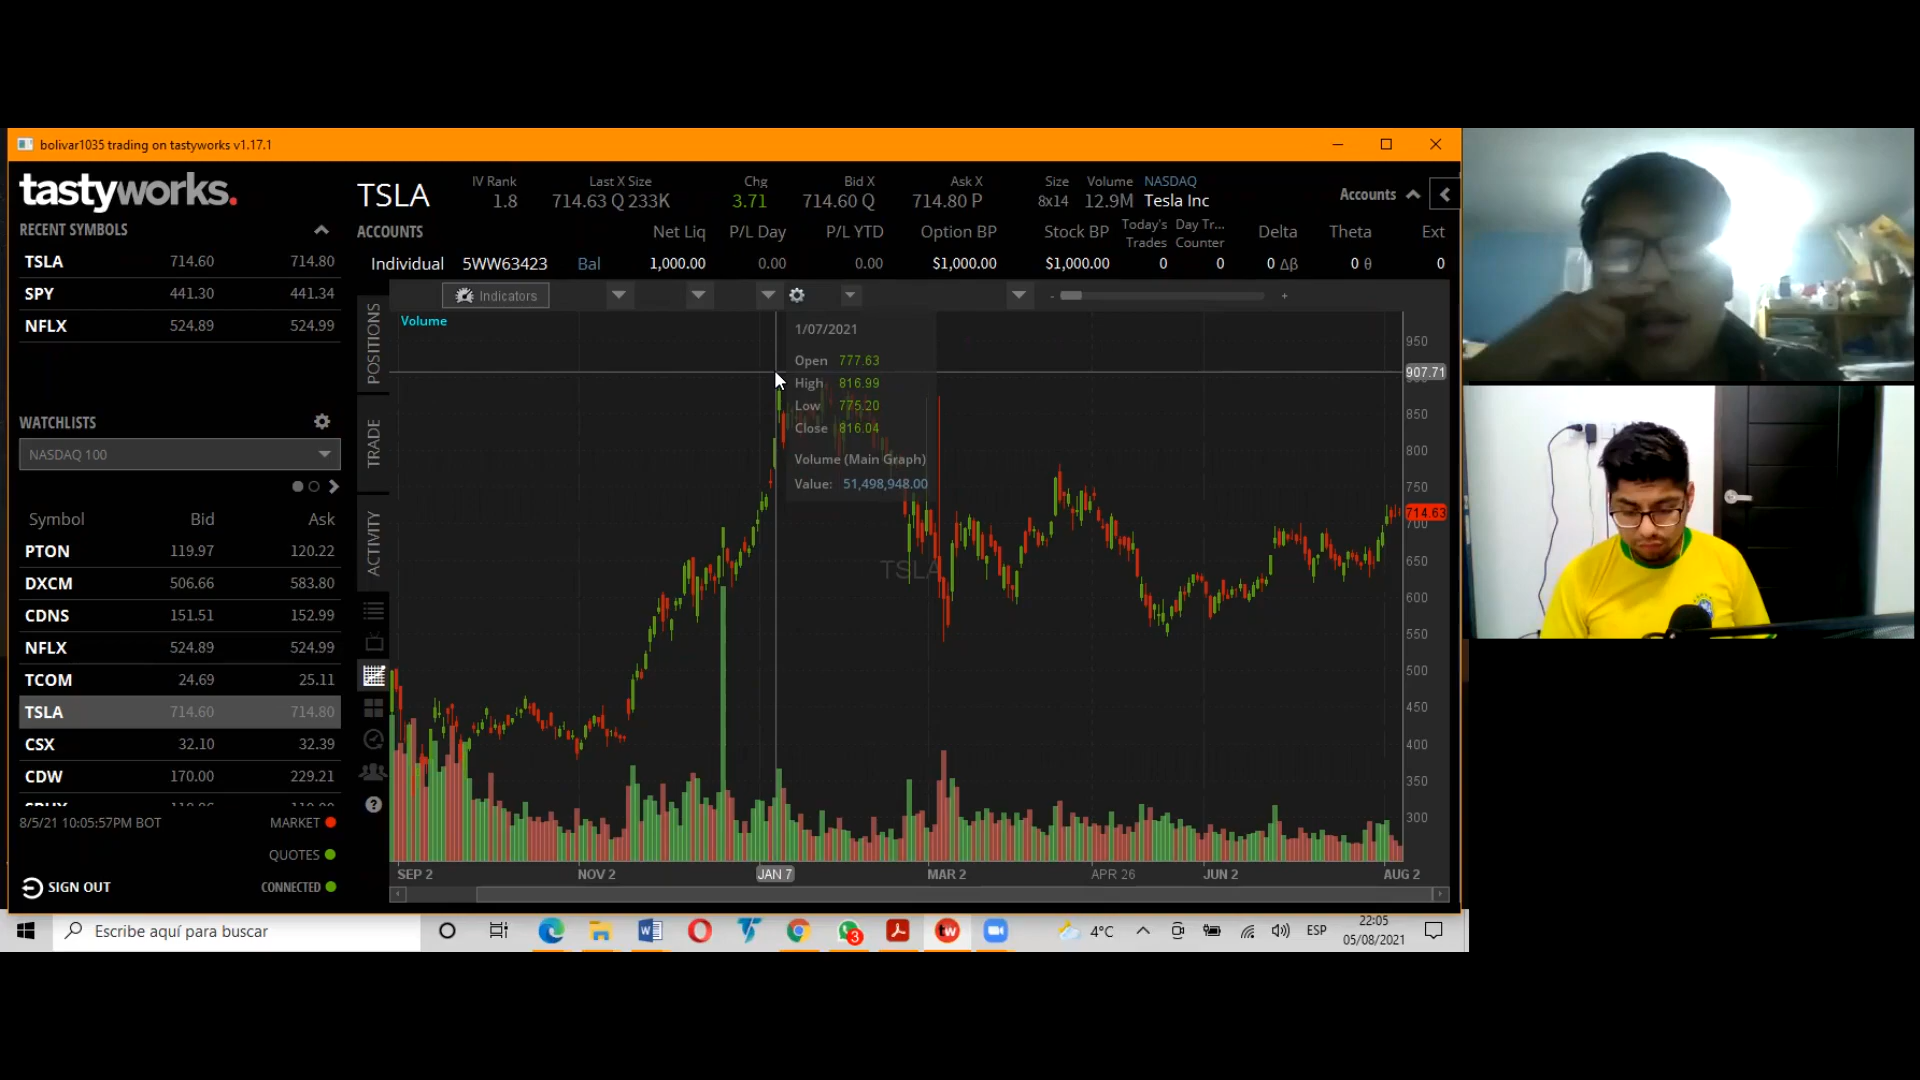 bolivar1035 trading on tastyworks v1.17.1
tastyworks.
RECENT SYMBOLS
TSLA 714.60 714.80
SPY 441.30 441.34
NFLX 524.89 524.99
WATCHLISTS
NASDAQ 100
Symbol Bid Ask
PTON 119.97 120.22
DXCM 506.66 583.80
CDNS 151.51 152.99
NFLX 524.89 524.99
TCOM 24.69 25.11
TSLA 714.60 714.80
CSX 32.10 32.39
CDW 170.00 229.21
8/5/21 10:05:57PM BOT MARKET
QUOTES
SIGN OUT CONNECTED
TSLA
IV Rank Last X Size Chg Bid X Ask X Size Volume NASDAQ
1.8 714.63 Q 233K 3.71 714.60 Q 714.80 P 8x14 12.9M Tesla Inc
Accounts
ACCOUNTS Net Liq P/L Day P/L YTD Option BP Stock BP Today's Trades Day Tr... Counter Delta Theta Ext
Individual 5WW63423 Bal 1,000.00 0.00 0.00 $1,000.00 $1,000.00 0 0 0 Δβ 0 θ 0
POSITIONS
TRADE
ACTIVITY
Indicators
- +
Volume
1/07/2021
Open 777.63
High 816.99
Low 775.20
Close 816.04
Volume (Main Graph)
Value: 51,498,948.00
TSLA
950
907.71
850
800
750
714.63
700
650
600
550
500
450
400
350
300
SEP 2 NOV 2 JAN 7 MAR 2 APR 26 JUN 2 AUG 2
Escribe aquí para buscar
3
tw
4°C
ESP
22:05
05/08/2021